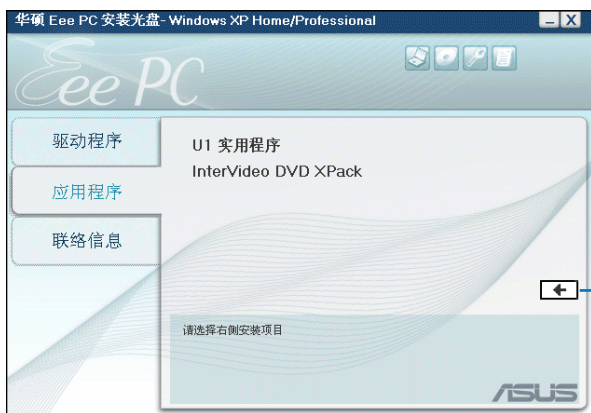 华硕 Eee PC 安装光盘- Windows XP Home/Professional
Eee PC
驱动程序
应用程序
联络信息
U1 实用程序
InterVideo DVD XPack
请选择右侧安装项目
ASUS